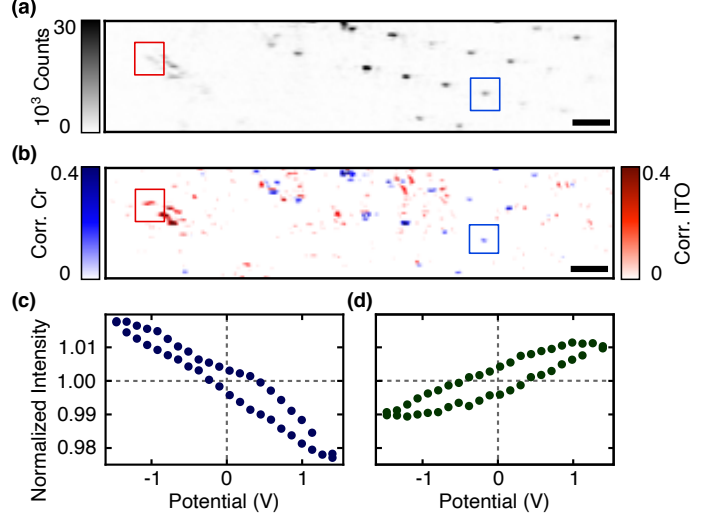 (a)
30
10³ Counts
0
(b)
0.4
Corr. Cr
0
0.4
Corr. ITO
0
(c)
(d)
Normalized Intensity
1.01
1.00
0.99
0.98
-1 0 1
Potential (V)
-1 0 1
Potential (V)